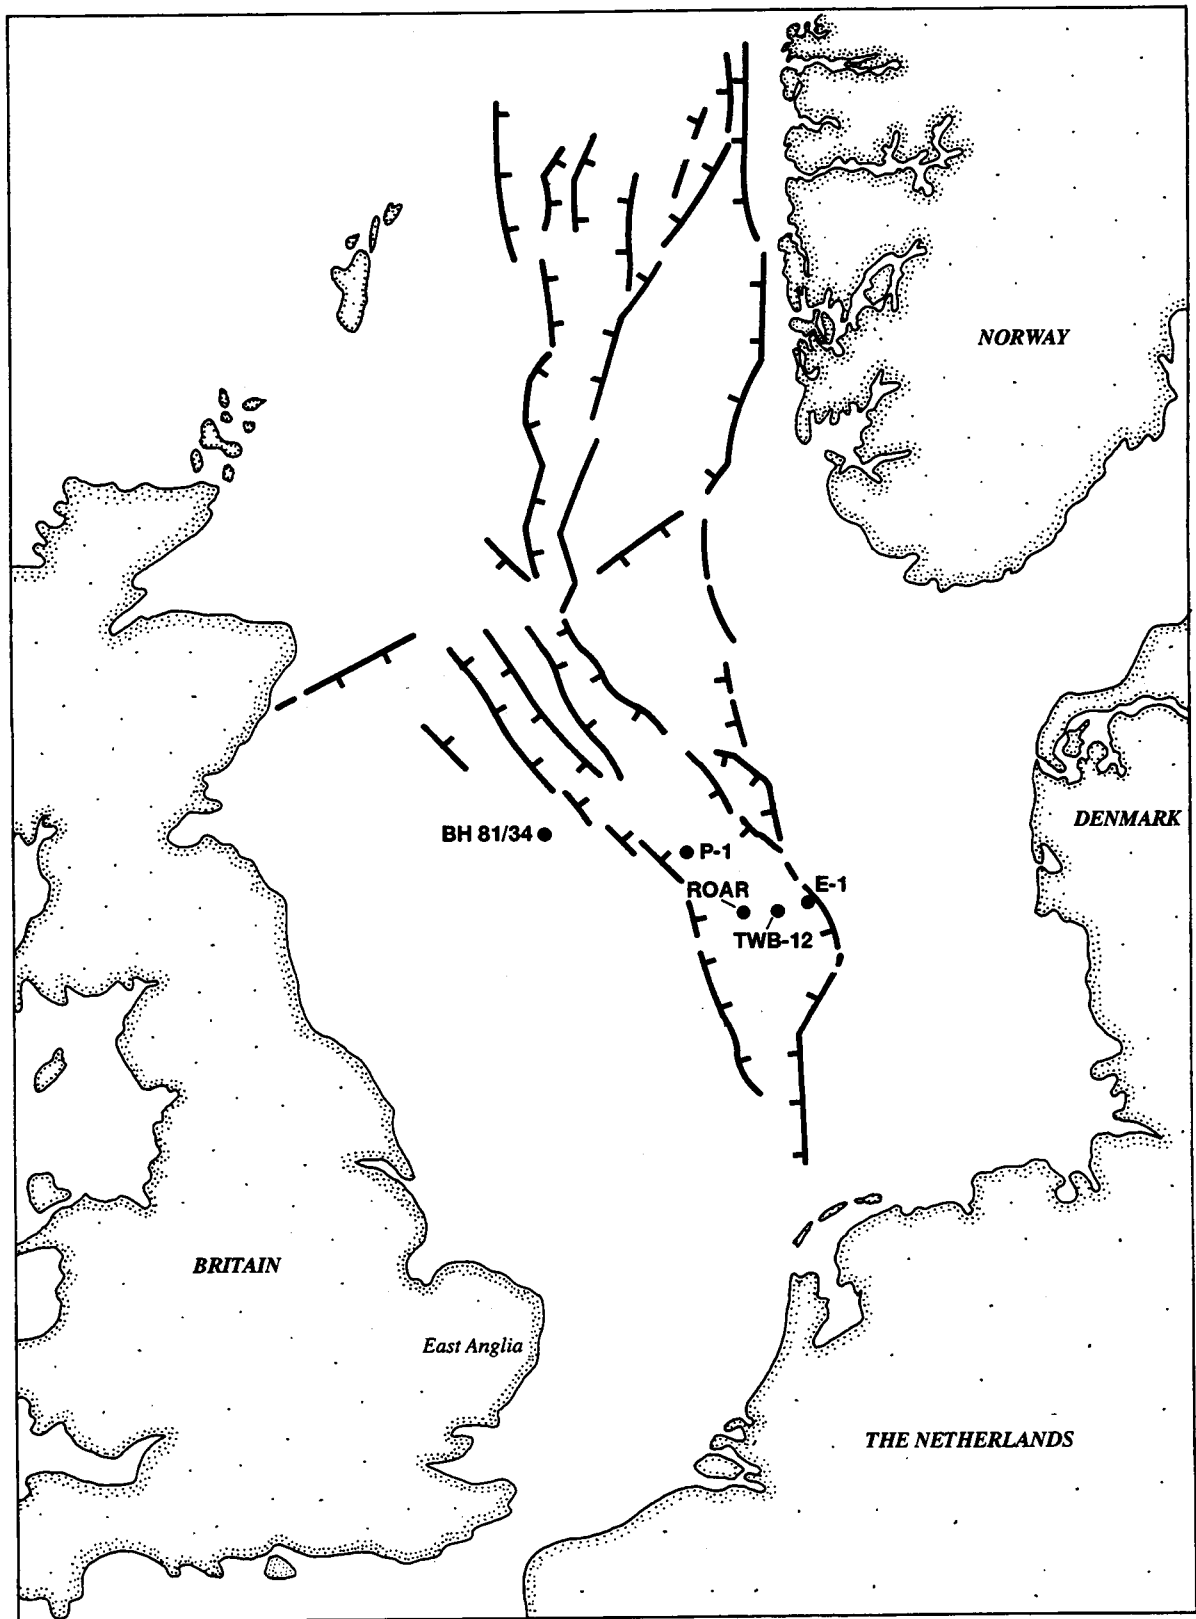 NORWAY
DENMARK
BH 81/34
P-1
ROAR
E-1
TWB-12
BRITAIN
East Anglia
THE NETHERLANDS